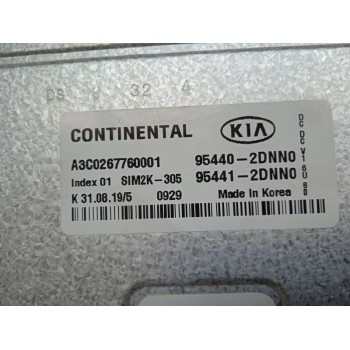 CONTINENTAL KIA
A3C0267760001 95440-2DNN0
Index 01 SIM2K-305 95441-2DNN0
K 31.08.19/5 0929 Made in Korea